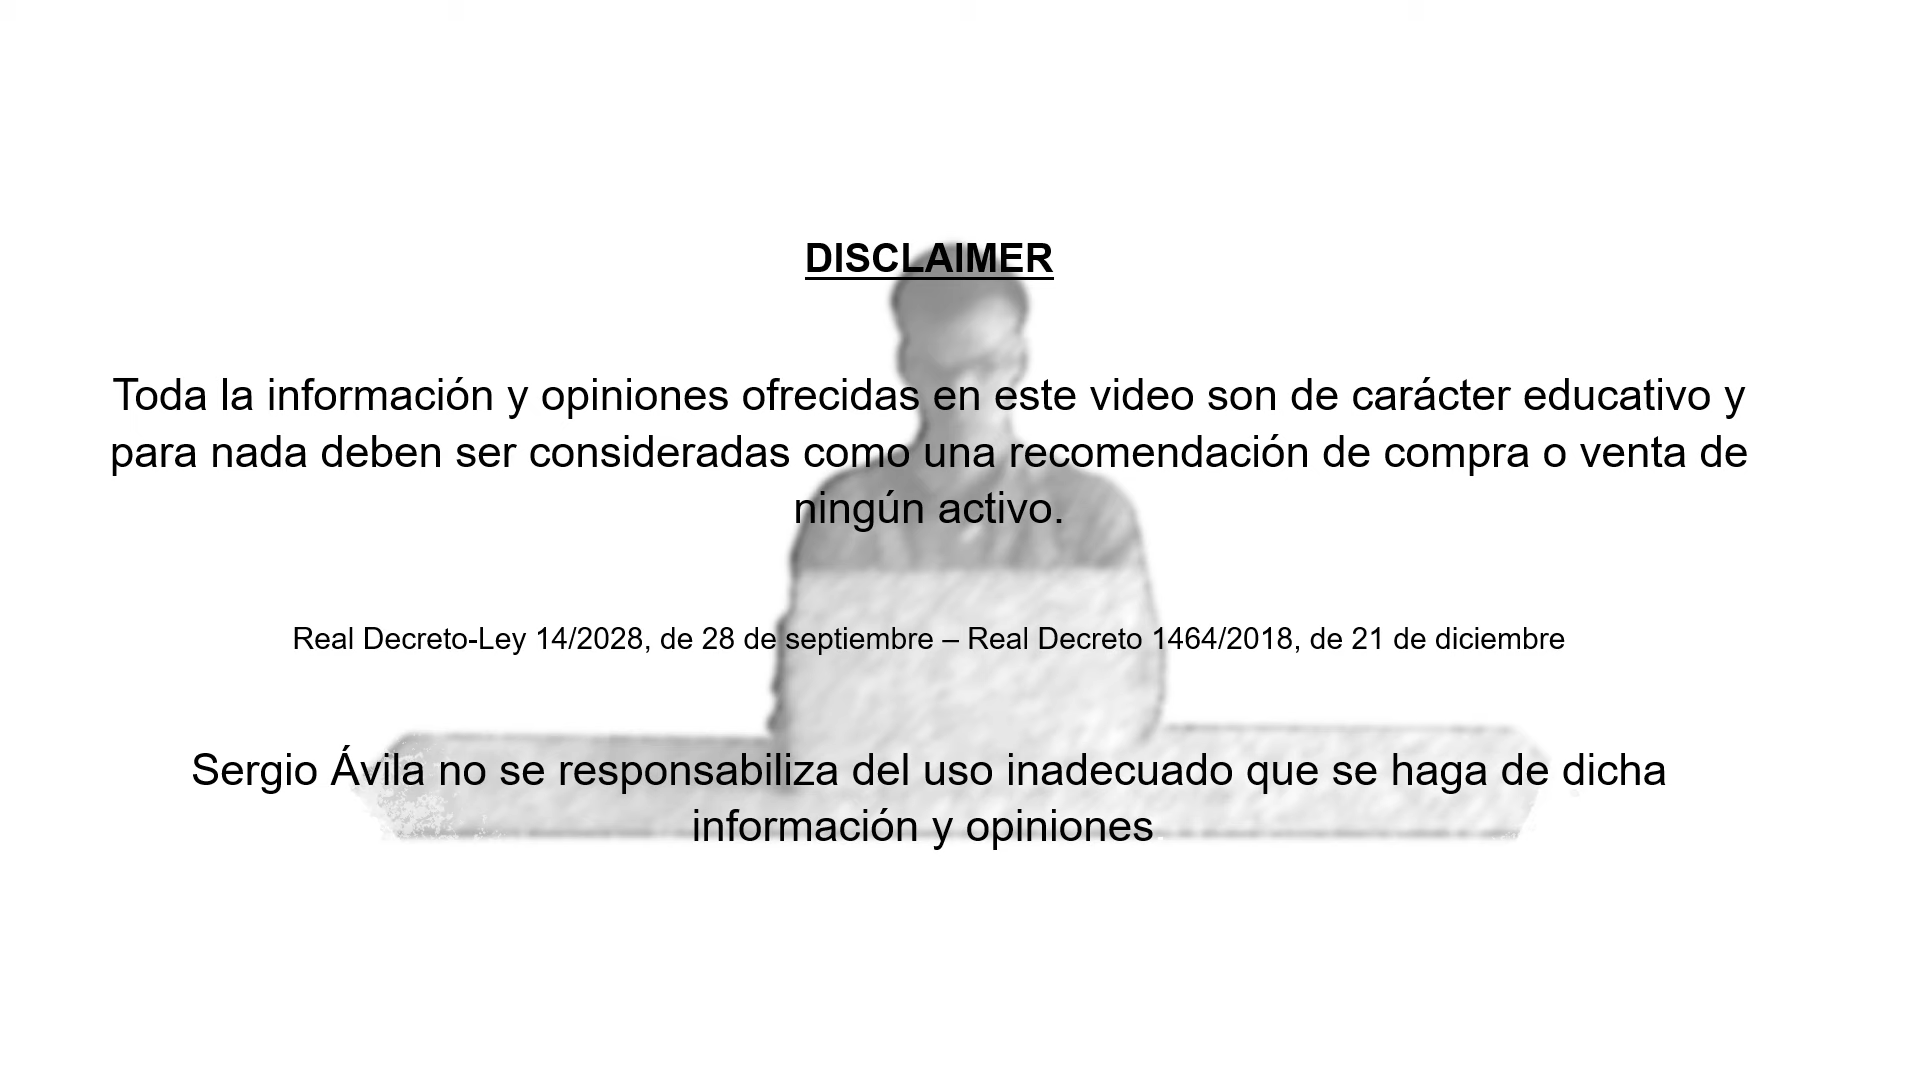 DISCLAIMER
Toda la información y opiniones ofrecidas en este video son de carácter educativo y
para nada deben ser consideradas como una recomendación de compra o venta de
ningún activo.
Real Decreto-Ley 14/2028, de 28 de septiembre – Real Decreto 1464/2018, de 21 de diciembre
Sergio Ávila no se responsabiliza del uso inadecuado que se haga de dicha
información y opiniones